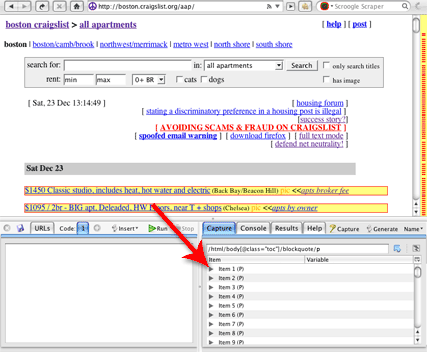 http://boston.craigslist.org/aap/
Scroogle Scraper
boston craigslist > all apartments
[ help ] [ post ]
boston | boston/camb/brook | northwest/merrimack | metro west | north shore | south shore
search for: in: all apartments Search only search titles
rent: min max 0+ BR cats dogs has image
[ Sat, 23 Dec 13:14:49 ]
[ housing forum ]
[ stating a discriminatory preference in a housing post is illegal ]
[success story?]
[ AVOIDING SCAMS & FRAUD ON CRAIGSLIST ]
[ spoofed email warning ] [ download firefox ] [ full text mode ]
[ defend net neutrality! ]
Sat Dec 23
$1450 Classic studio, includes heat, hot water and electric (Back Bay/Beacon Hill) pic <<apts broker fee
$1095 / 2br - BIG apt, Deleaded, HW Floors, near T + shops (Chelsea) pic <<apts by owner
URLs Code: -1- Insert Run Stop
Capture Console Results Help Capture Generate Name
/html/body[@class="toc"]/blockquote/p
Item Variable
Item 1 (P)
Item 2 (P)
Item 3 (P)
Item 4 (P)
Item 5 (P)
Item 6 (P)
Item 7 (P)
Item 8 (P)
Item 9 (P)